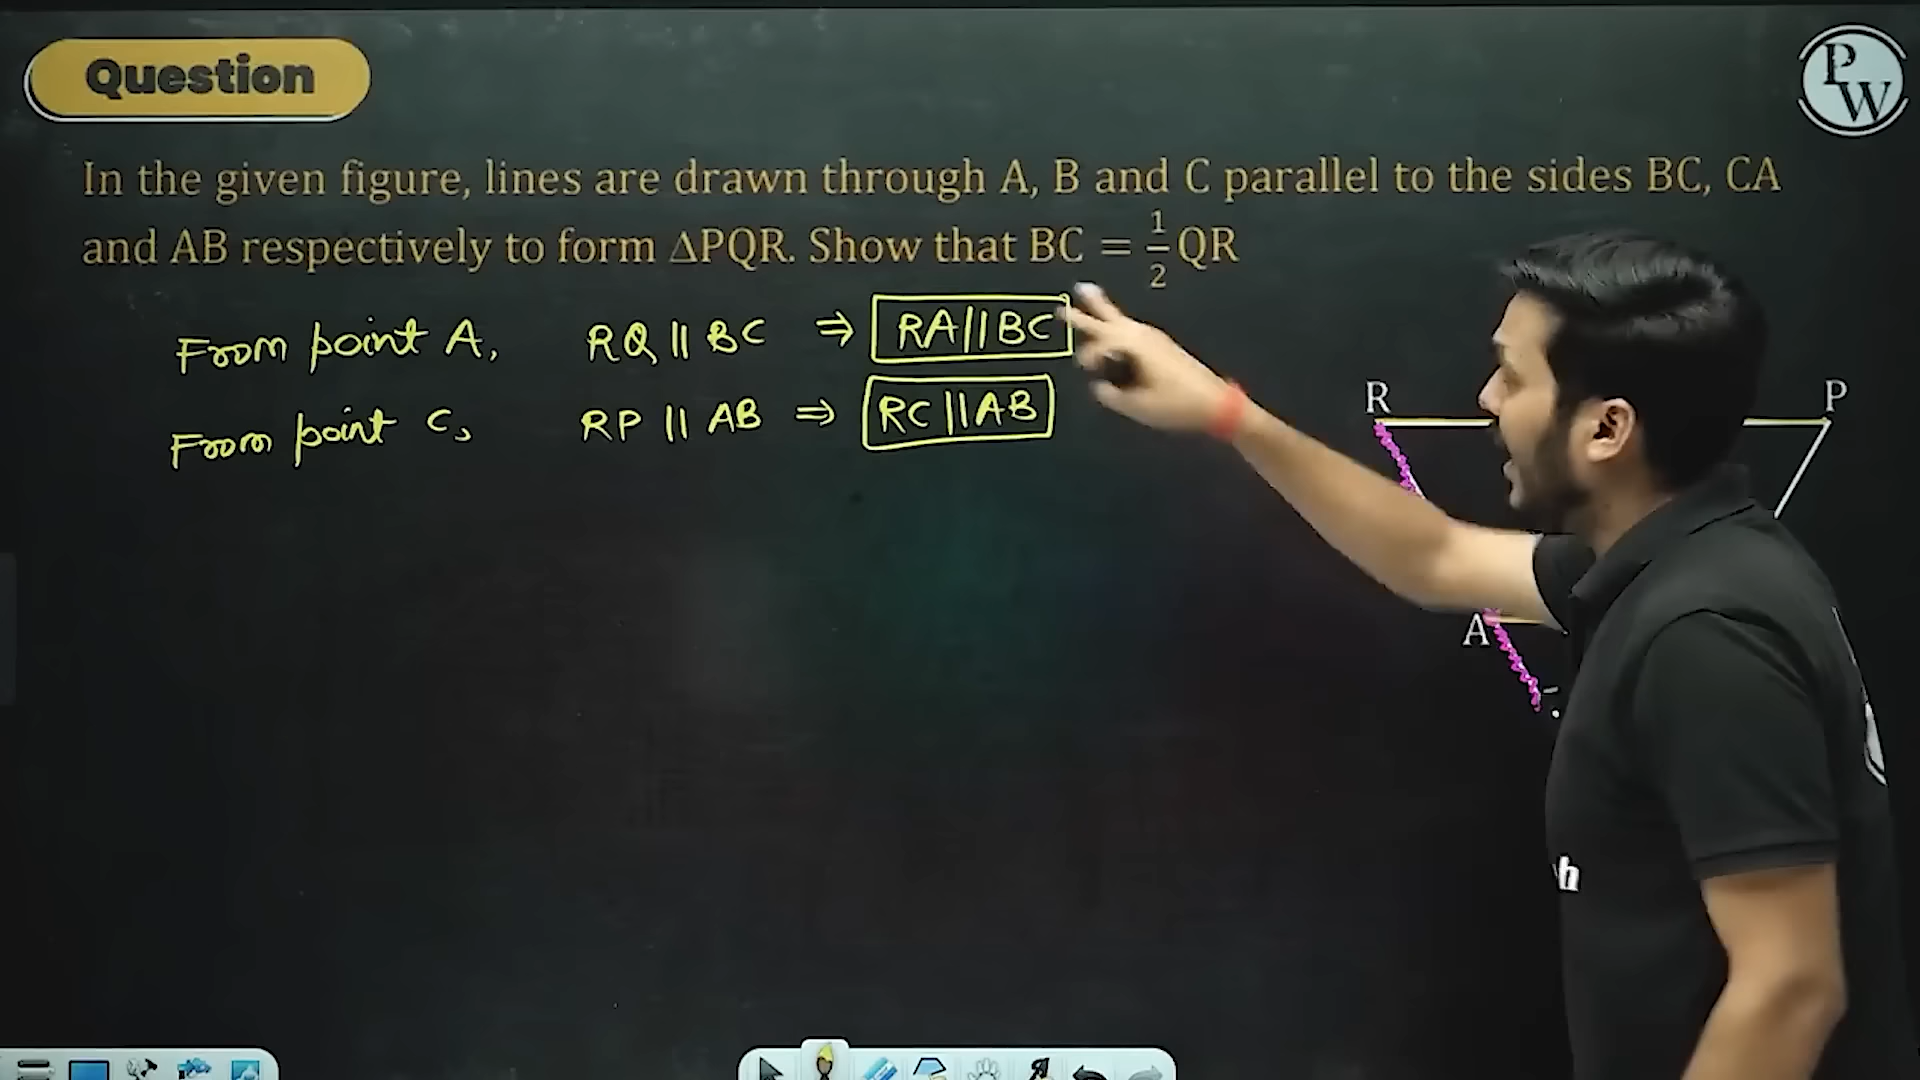 Question
PW
In the given figure, lines are drawn through A, B and C parallel to the sides BC, CA
and AB respectively to form ΔPQR. Show that BC = 1/2 QR
From point A, RQ || BC ⇒ RA || BC
From point C, RP || AB ⇒ RC || AB
R P
A
h